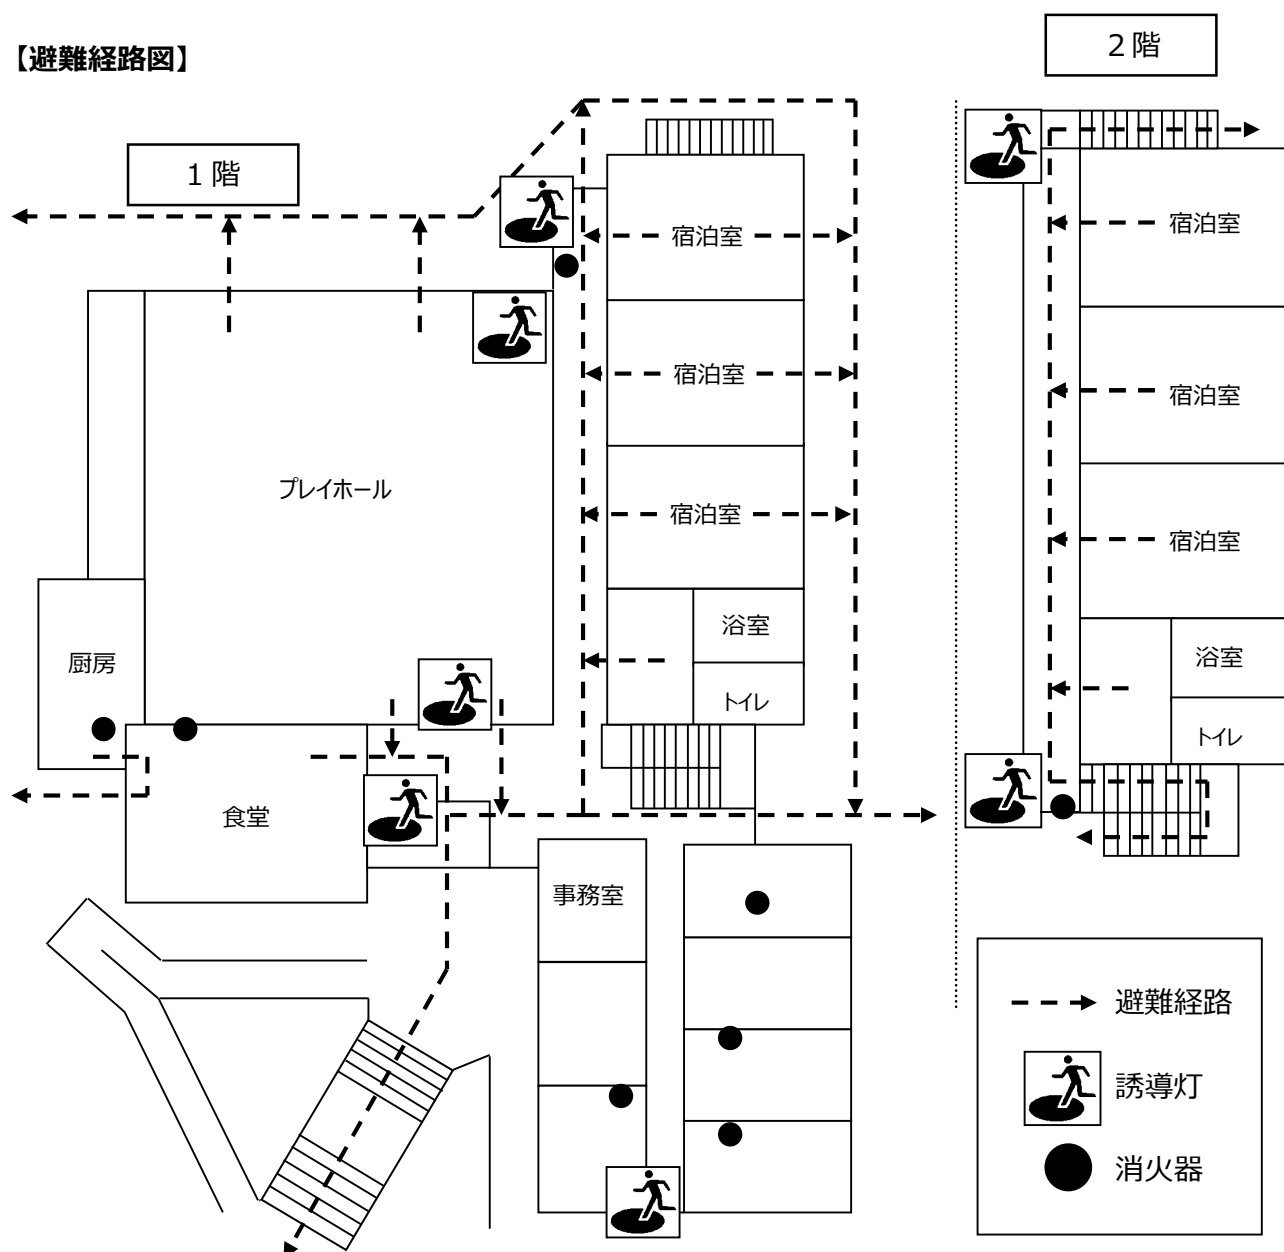 【避難経路図】
2階
1階
宿泊室
宿泊室
宿泊室
プレイホール
浴室
トイレ
厨房
食堂
事務室
宿泊室
宿泊室
宿泊室
浴室
トイレ
避難経路
誘導灯
消火器